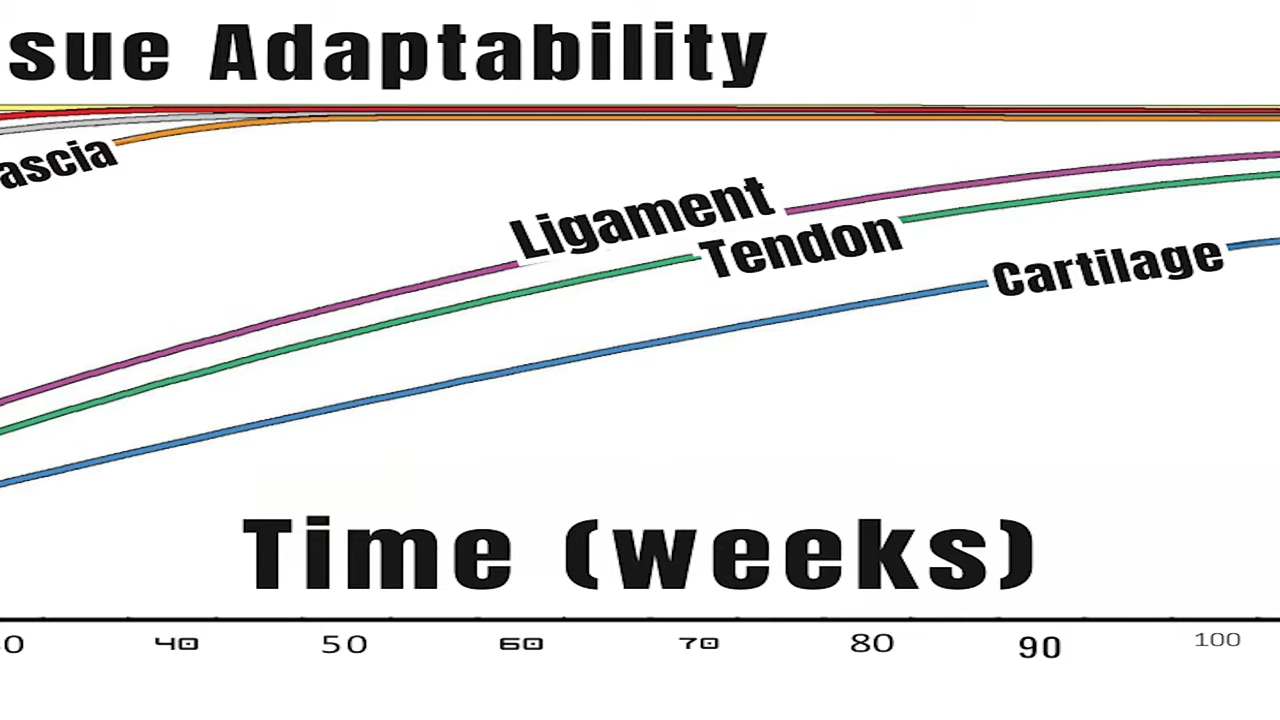 sue Adaptability
ascia
Ligament
Tendon
Cartilage
Time (weeks)
0 40 50 60 70 80 90 100